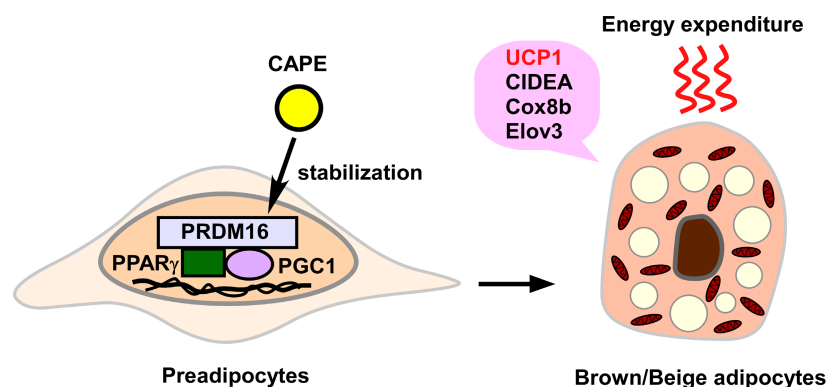 Energy expenditure
UCP1
CIDEA
Cox8b
Elov3
CAPE
stabilization
PRDM16
PPARγ
PGC1
Preadipocytes
Brown/Beige adipocytes